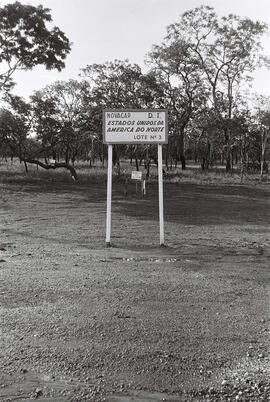 NOVACAP D. I.
ESTADOS UNIDOS DA
AMERICA DO NORTE
LOTE Nº 3